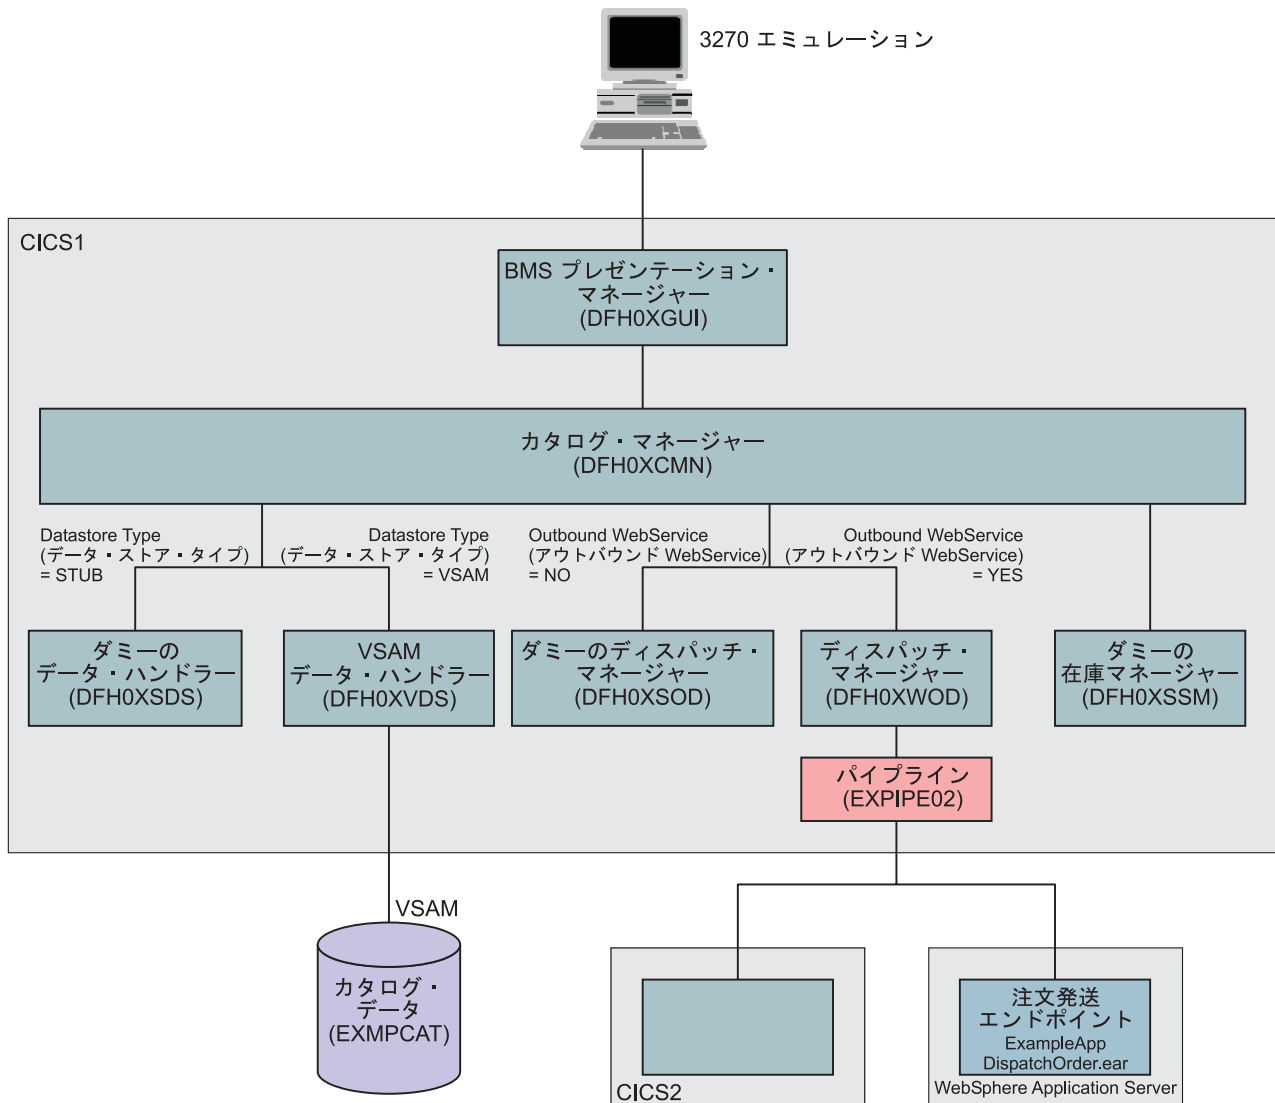 3270 エミュレーション
CICS1
BMS プレゼンテーション・
マネージャー
(DFH0XGUI)
カタログ・マネージャー
(DFH0XCMN)
Datastore Type
(データ・ストア・タイプ)
= STUB
Datastore Type
(データ・ストア・タイプ)
= VSAM
Outbound WebService
(アウトバウンド WebService)
= NO
Outbound WebService
(アウトバウンド WebService)
= YES
ダミーの
データ・ハンドラー
(DFH0XSDS)
VSAM
データ・ハンドラー
(DFH0XVDS)
ダミーのディスパッチ・
マネージャー
(DFH0XSOD)
ディスパッチ・
マネージャー
(DFH0XWOD)
ダミーの
在庫マネージャー
(DFH0XSSM)
パイプライン
(EXPIPE02)
VSAM
カタログ・
データ
(EXMPCAT)
CICS2
注文発送
エンドポイント
ExampleApp
DispatchOrder.ear
WebSphere Application Server